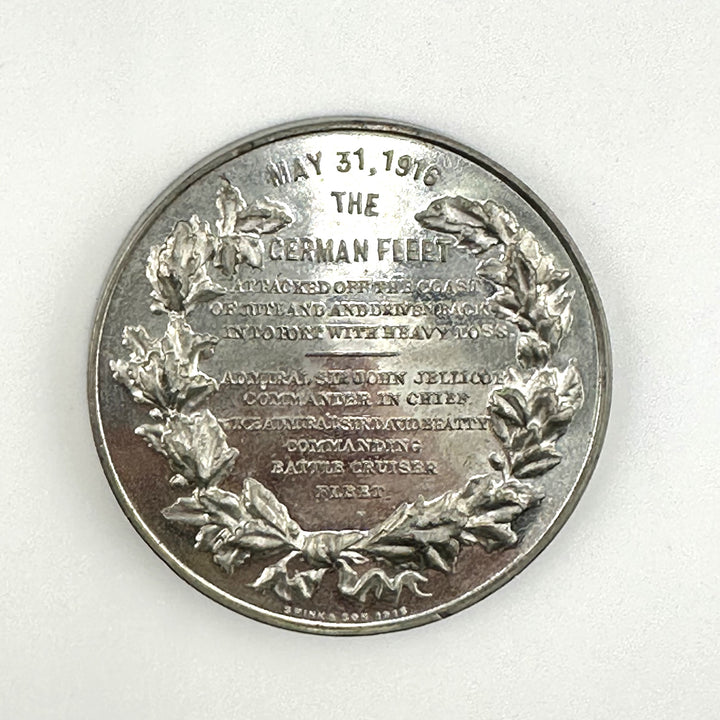 MAY 31, 1916
THE
GERMAN FLEET
ATTACKED OFF THE COAST
OF JUTLAND AND DRIVEN BACK
INTO PORT WITH HEAVY LOSS
ADMIRAL SIR JOHN JELLICOE
COMMANDER IN CHIEF
VICE ADMIRAL SIR DAVID BEATTY
COMMANDING
BATTLE CRUISER
FLEET
SPINK & SON 1916